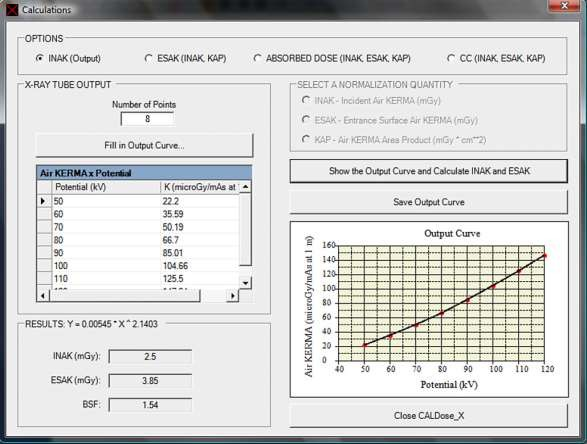 Calculations
OPTIONS
INAK (Output)
ESAK (INAK, KAP)
ABSORBED DOSE (INAK, ESAK, KAP)
CC (INAK, ESAK, KAP)
X-RAY TUBE OUTPUT
Number of Points
8
Fill in Output Curve...
Air KERMA x Potential
Potential (kV) K (microGy/mAs at
50 22.2
60 35.59
70 50.19
80 66.7
90 85.01
100 104.66
110 125.5
RESULTS: Y = 0.00545 * X ^ 2.1403
INAK (mGy): 2.5
ESAK (mGy): 3.85
BSF: 1.54
SELECT A NORMALIZATION QUANTITY
INAK - Incident Air KERMA (mGy)
ESAK - Entrance Surface Air KERMA (mGy)
KAP - Air KERMA Area Product (mGy * cm**2)
Show the Output Curve and Calculate INAK and ESAK
Save Output Curve
Output Curve
Air KERMA (microGy/mAs at 1 m)
160
140
120
100
80
60
40
20
0
40 50 60 70 80 90 100 110 120
Potential (kV)
Close CALDose_X